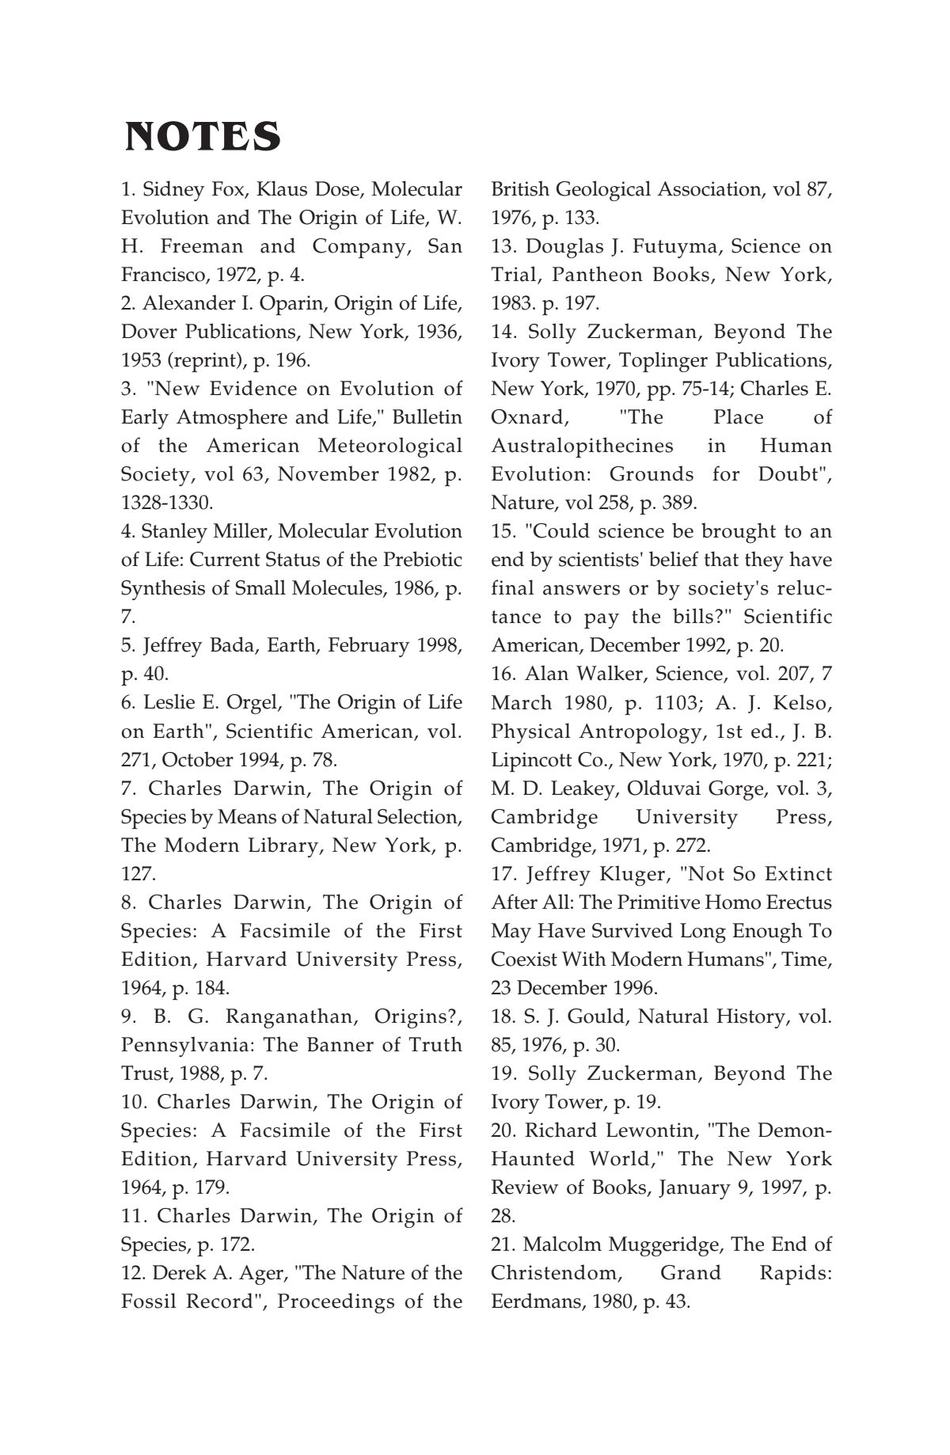 NOTES
1. Sidney Fox, Klaus Dose, Molecular
Evolution and The Origin of Life, W.
H. Freeman and Company, San
Francisco, 1972, p. 4.
2. Alexander I. Oparin, Origin of Life,
Dover Publications, New York, 1936,
1953 (reprint), p. 196.
3. "New Evidence on Evolution of
Early Atmosphere and Life," Bulletin
of the American Meteorological
Society, vol 63, November 1982, p.
1328-1330.
4. Stanley Miller, Molecular Evolution
of Life: Current Status of the Prebiotic
Synthesis of Small Molecules, 1986, p.
7.
5. Jeffrey Bada, Earth, February 1998,
p. 40.
6. Leslie E. Orgel, "The Origin of Life
on Earth", Scientific American, vol.
271, October 1994, p. 78.
7. Charles Darwin, The Origin of
Species by Means of Natural Selection,
The Modern Library, New York, p.
127.
8. Charles Darwin, The Origin of
Species: A Facsimile of the First
Edition, Harvard University Press,
1964, p. 184.
9. B. G. Ranganathan, Origins?,
Pennsylvania: The Banner of Truth
Trust, 1988, p. 7.
10. Charles Darwin, The Origin of
Species: A Facsimile of the First
Edition, Harvard University Press,
1964, p. 179.
11. Charles Darwin, The Origin of
Species, p. 172.
12. Derek A. Ager, "The Nature of the
Fossil Record", Proceedings of the
British Geological Association, vol 87,
1976, p. 133.
13. Douglas J. Futuyma, Science on
Trial, Pantheon Books, New York,
1983. p. 197.
14. Solly Zuckerman, Beyond The
Ivory Tower, Toplinger Publications,
New York, 1970, pp. 75-14; Charles E.
Oxnard, "The Place of
Australopithecines in Human
Evolution: Grounds for Doubt",
Nature, vol 258, p. 389.
15. "Could science be brought to an
end by scientists' belief that they have
final answers or by society's reluc-
tance to pay the bills?" Scientific
American, December 1992, p. 20.
16. Alan Walker, Science, vol. 207, 7
March 1980, p. 1103; A. J. Kelso,
Physical Antropology, 1st ed., J. B.
Lipincott Co., New York, 1970, p. 221;
M. D. Leakey, Olduvai Gorge, vol. 3,
Cambridge University Press,
Cambridge, 1971, p. 272.
17. Jeffrey Kluger, "Not So Extinct
After All: The Primitive Homo Erectus
May Have Survived Long Enough To
Coexist With Modern Humans", Time,
23 December 1996.
18. S. J. Gould, Natural History, vol.
85, 1976, p. 30.
19. Solly Zuckerman, Beyond The
Ivory Tower, p. 19.
20. Richard Lewontin, "The Demon-
Haunted World," The New York
Review of Books, January 9, 1997, p.
28.
21. Malcolm Muggeridge, The End of
Christendom, Grand Rapids:
Eerdmans, 1980, p. 43.